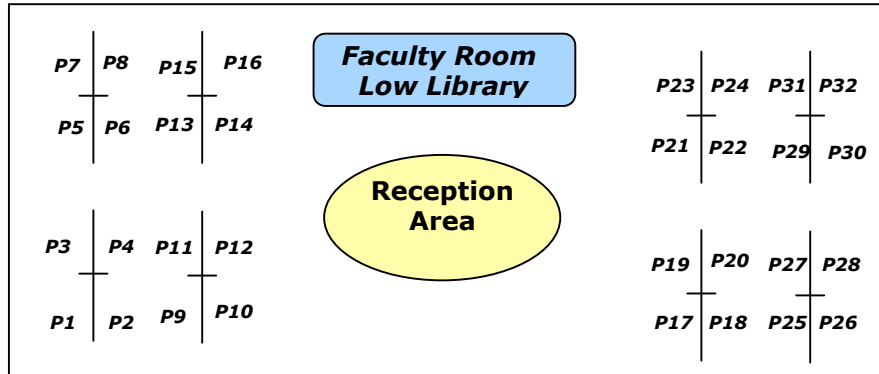 Faculty Room
Low Library
P7 P8 P15 P16
P23 P24 P31 P32
P5 P6 P13 P14
P21 P22 P29 P30
Reception
Area
P3 P4 P11 P12
P19 P20 P27 P28
P1 P2 P9 P10
P17 P18 P25 P26